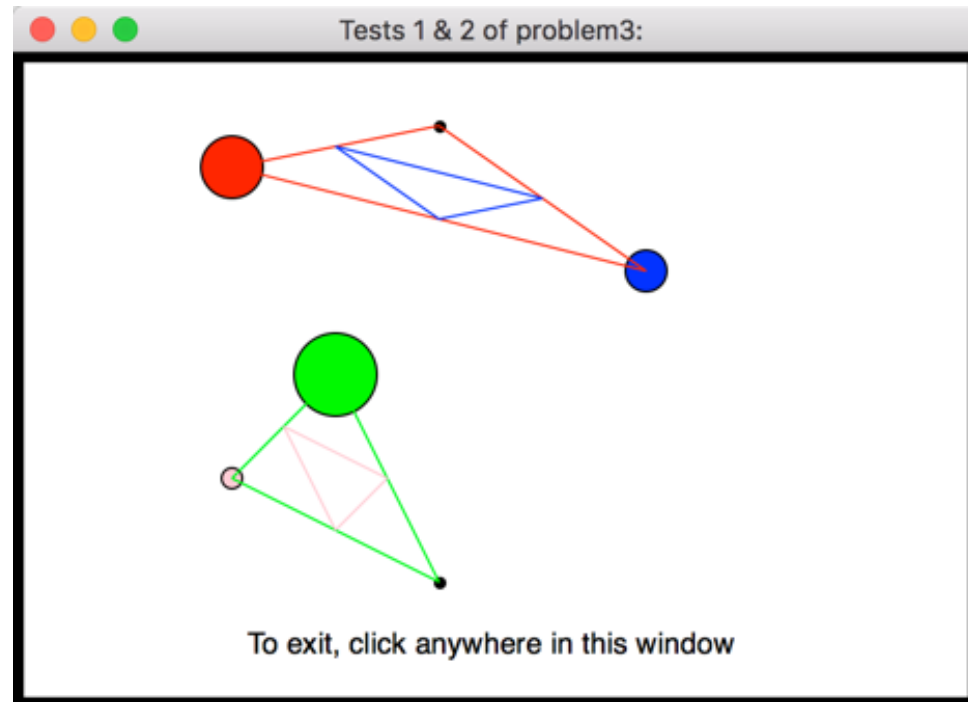 Tests 1 & 2 of problem3:
To exit, click anywhere in this window